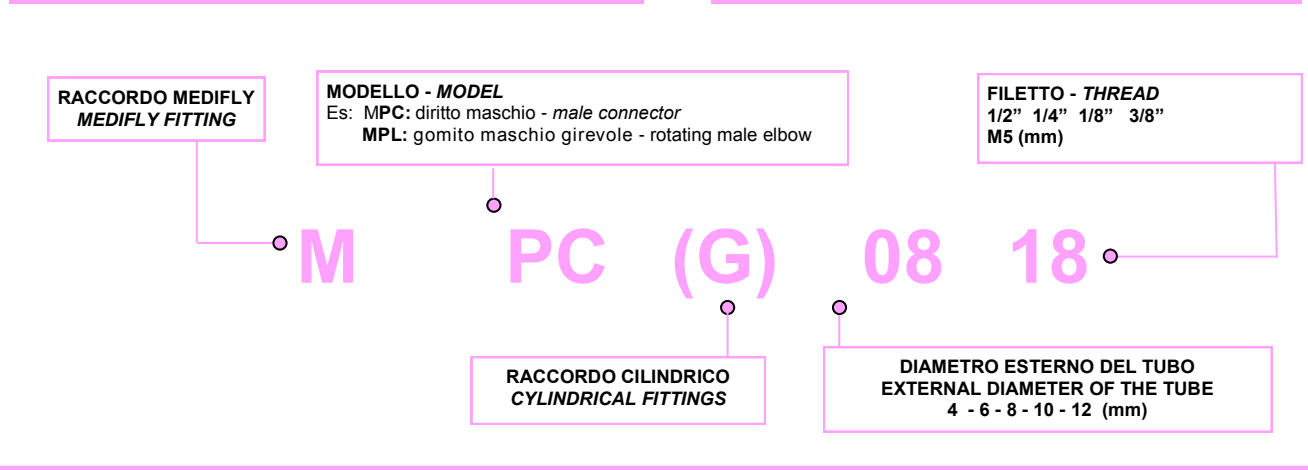 RACCORDO MEDIFLY
MEDIFLY FITTING
MODELLO - MODEL
Es: MPC: diritto maschio - male connector
MPL: gomito maschio girevole - rotating male elbow
FILETTO - THREAD
1/2” 1/4” 1/8” 3/8”
M5 (mm)
M PC (G) 08 18
RACCORDO CILINDRICO
CYLINDRICAL FITTINGS
DIAMETRO ESTERNO DEL TUBO
EXTERNAL DIAMETER OF THE TUBE
4 - 6 - 8 - 10 - 12 (mm)